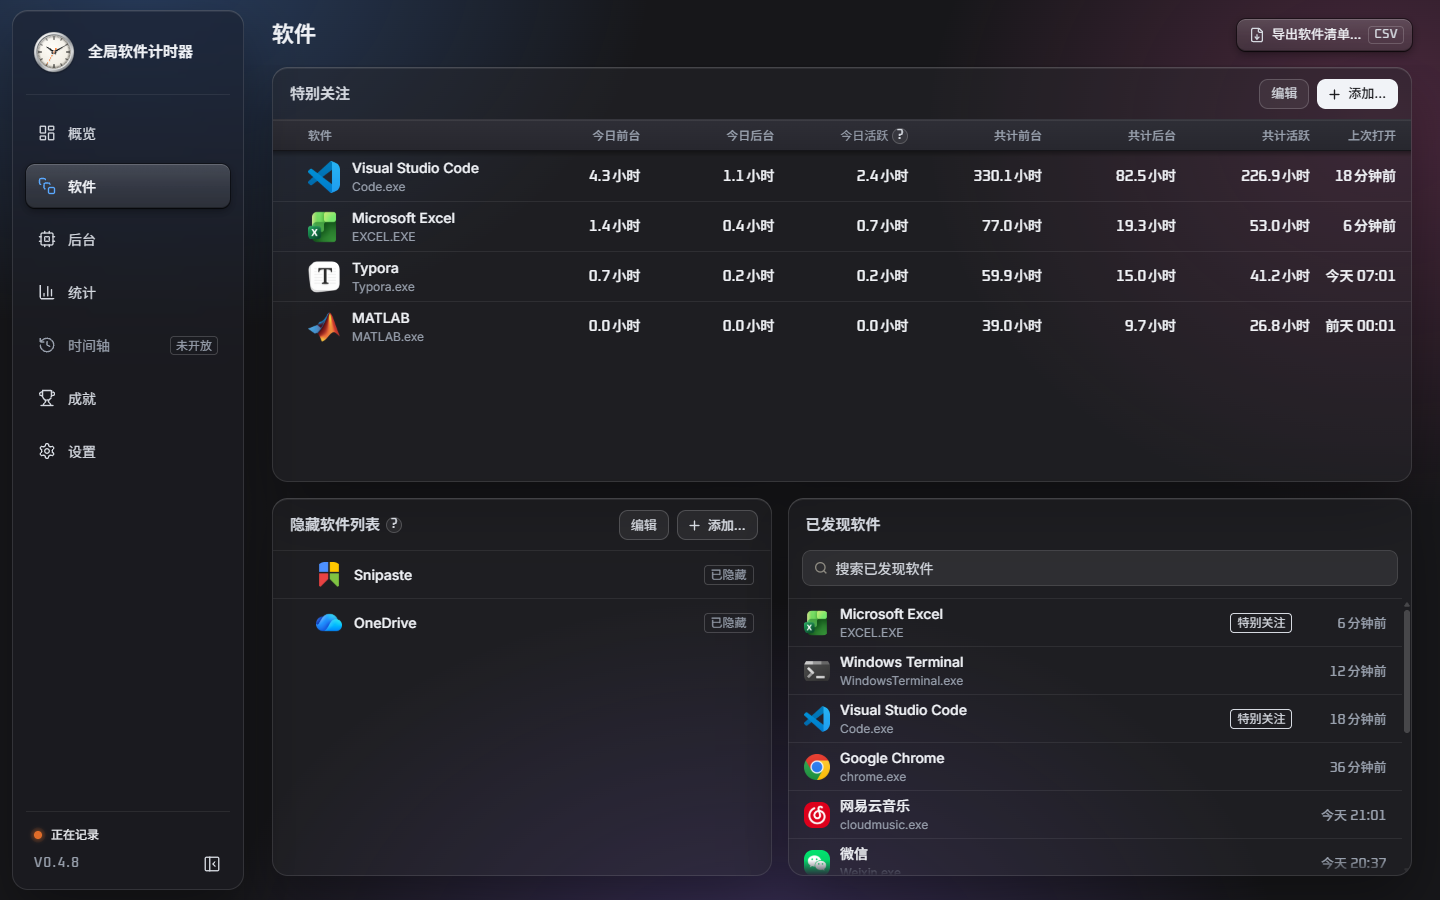 全局软件计时器
概览
软件
后台
统计
时间轴 未开放
成就
设置
正在记录
V0.4.8
软件
导出软件清单... CSV
特别关注
编辑
+ 添加...
软件 今日前台 今日后台 今日活跃 ? 共计前台 共计后台 共计活跃 上次打开
Visual Studio Code
Code.exe
4.3小时 1.1小时 2.4小时 330.1小时 82.5小时 226.9小时 18分钟前
Microsoft Excel
EXCEL.EXE
1.4小时 0.4小时 0.7小时 77.0小时 19.3小时 53.0小时 6分钟前
Typora
Typora.exe
0.7小时 0.2小时 0.2小时 59.9小时 15.0小时 41.2小时 今天 07:01
MATLAB
MATLAB.exe
0.0小时 0.0小时 0.0小时 39.0小时 9.7小时 26.8小时 前天 00:01
隐藏软件列表 ?
编辑
+ 添加...
Snipaste 已隐藏
OneDrive 已隐藏
已发现软件
搜索已发现软件
Microsoft Excel
EXCEL.EXE
特别关注 6分钟前
Windows Terminal
WindowsTerminal.exe
12分钟前
Visual Studio Code
Code.exe
特别关注 18分钟前
Google Chrome
chrome.exe
36分钟前
网易云音乐
cloudmusic.exe
今天 21:01
微信
Weixin.exe
今天 20:37